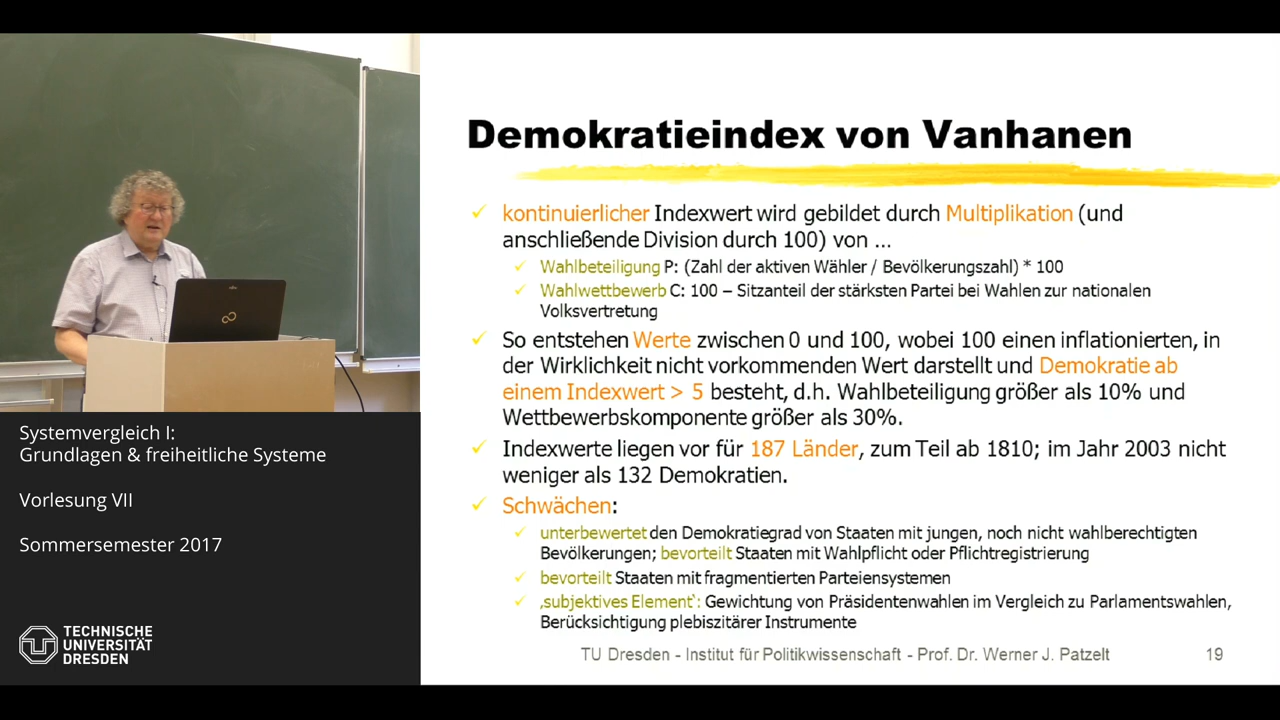 Demokratieindex von Vanhanen
kontinuierlicher Indexwert wird gebildet durch Multiplikation (und
anschließende Division durch 100) von ...
Wahlbeteiligung P: (Zahl der aktiven Wähler / Bevölkerungszahl) * 100
Wahlwettbewerb C: 100 – Sitzanteil der stärksten Partei bei Wahlen zur nationalen
Volksvertretung
So entstehen Werte zwischen 0 und 100, wobei 100 einen inflationierten, in
der Wirklichkeit nicht vorkommenden Wert darstellt und Demokratie ab
einem Indexwert > 5 besteht, d.h. Wahlbeteiligung größer als 10% und
Wettbewerbskomponente größer als 30%.
Indexwerte liegen vor für 187 Länder, zum Teil ab 1810; im Jahr 2003 nicht
weniger als 132 Demokratien.
Schwächen:
unterbewertet den Demokratiegrad von Staaten mit jungen, noch nicht wahlberechtigten
Bevölkerungen; bevorteilt Staaten mit Wahlpflicht oder Pflichtregistrierung
bevorteilt Staaten mit fragmentierten Parteiensystemen
‚subjektives Element‘: Gewichtung von Präsidentenwahlen im Vergleich zu Parlamentswahlen,
Berücksichtigung plebiszitärer Instrumente
TU Dresden - Institut für Politikwissenschaft - Prof. Dr. Werner J. Patzelt 19
Systemvergleich I:
Grundlagen & freiheitliche Systeme
Vorlesung VII
Sommersemester 2017
TECHNISCHE
UNIVERSITÄT
DRESDEN